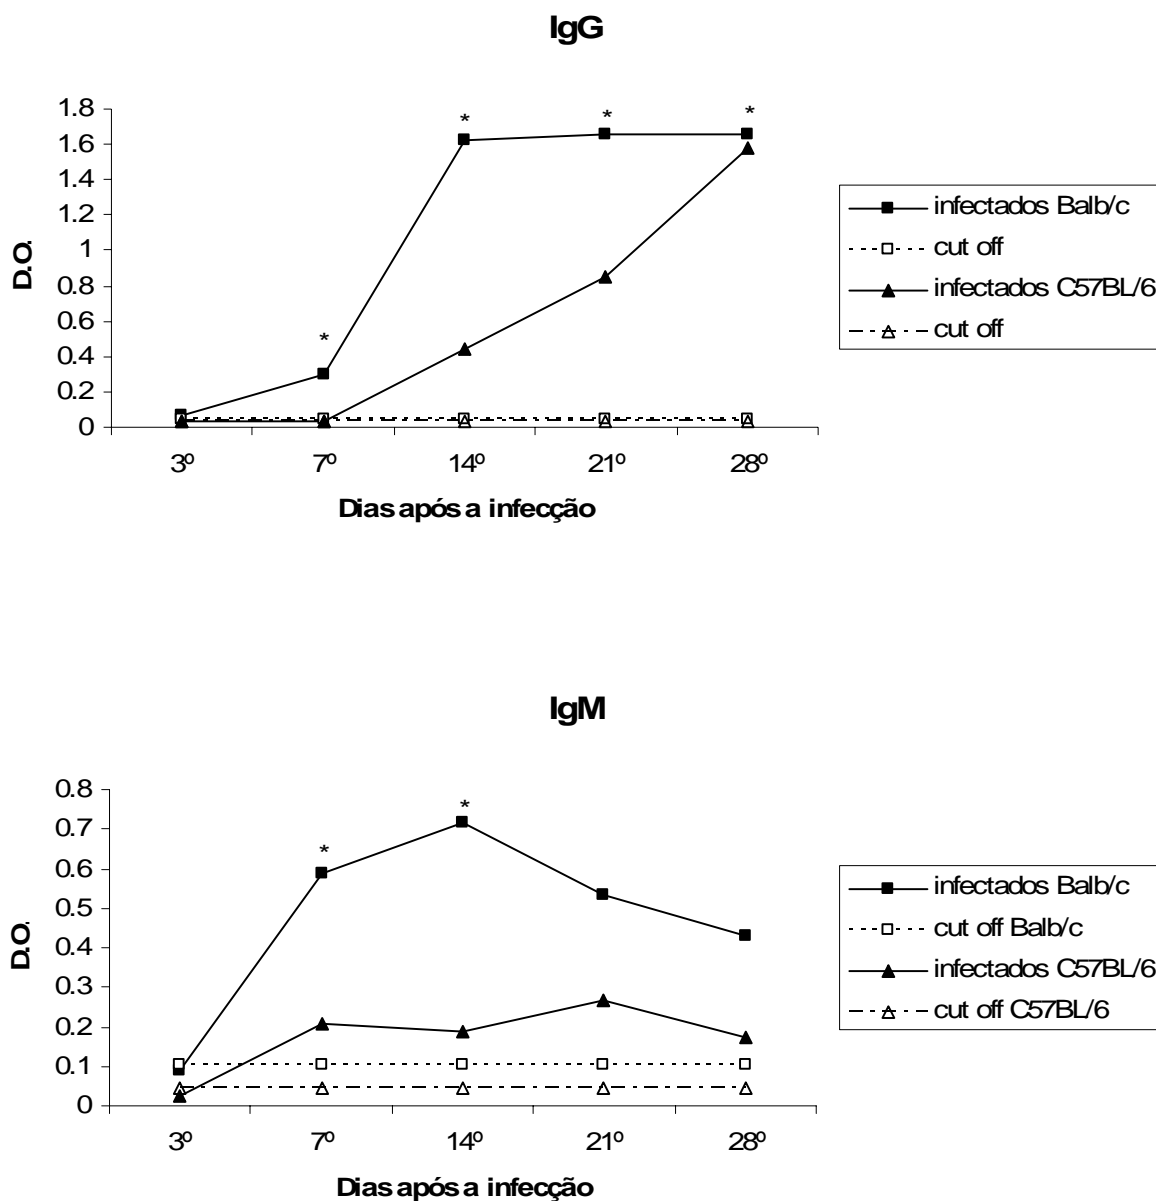 IgG
1.8
1.6
1.4
1.2
1
0.8
0.6
0.4
0.2
0
D.O.
* * * *
3º 7º 14º 21º 28º
Dias após a infecção
infectados Balb/c
cut off
infectados C57BL/6
cut off
IgM
0.8
0.7
0.6
0.5
0.4
0.3
0.2
0.1
0
D.O.
* *
3º 7º 14º 21º 28º
Dias após a infecção
infectados Balb/c
cut off Balb/c
infectados C57BL/6
cut off C57BL/6